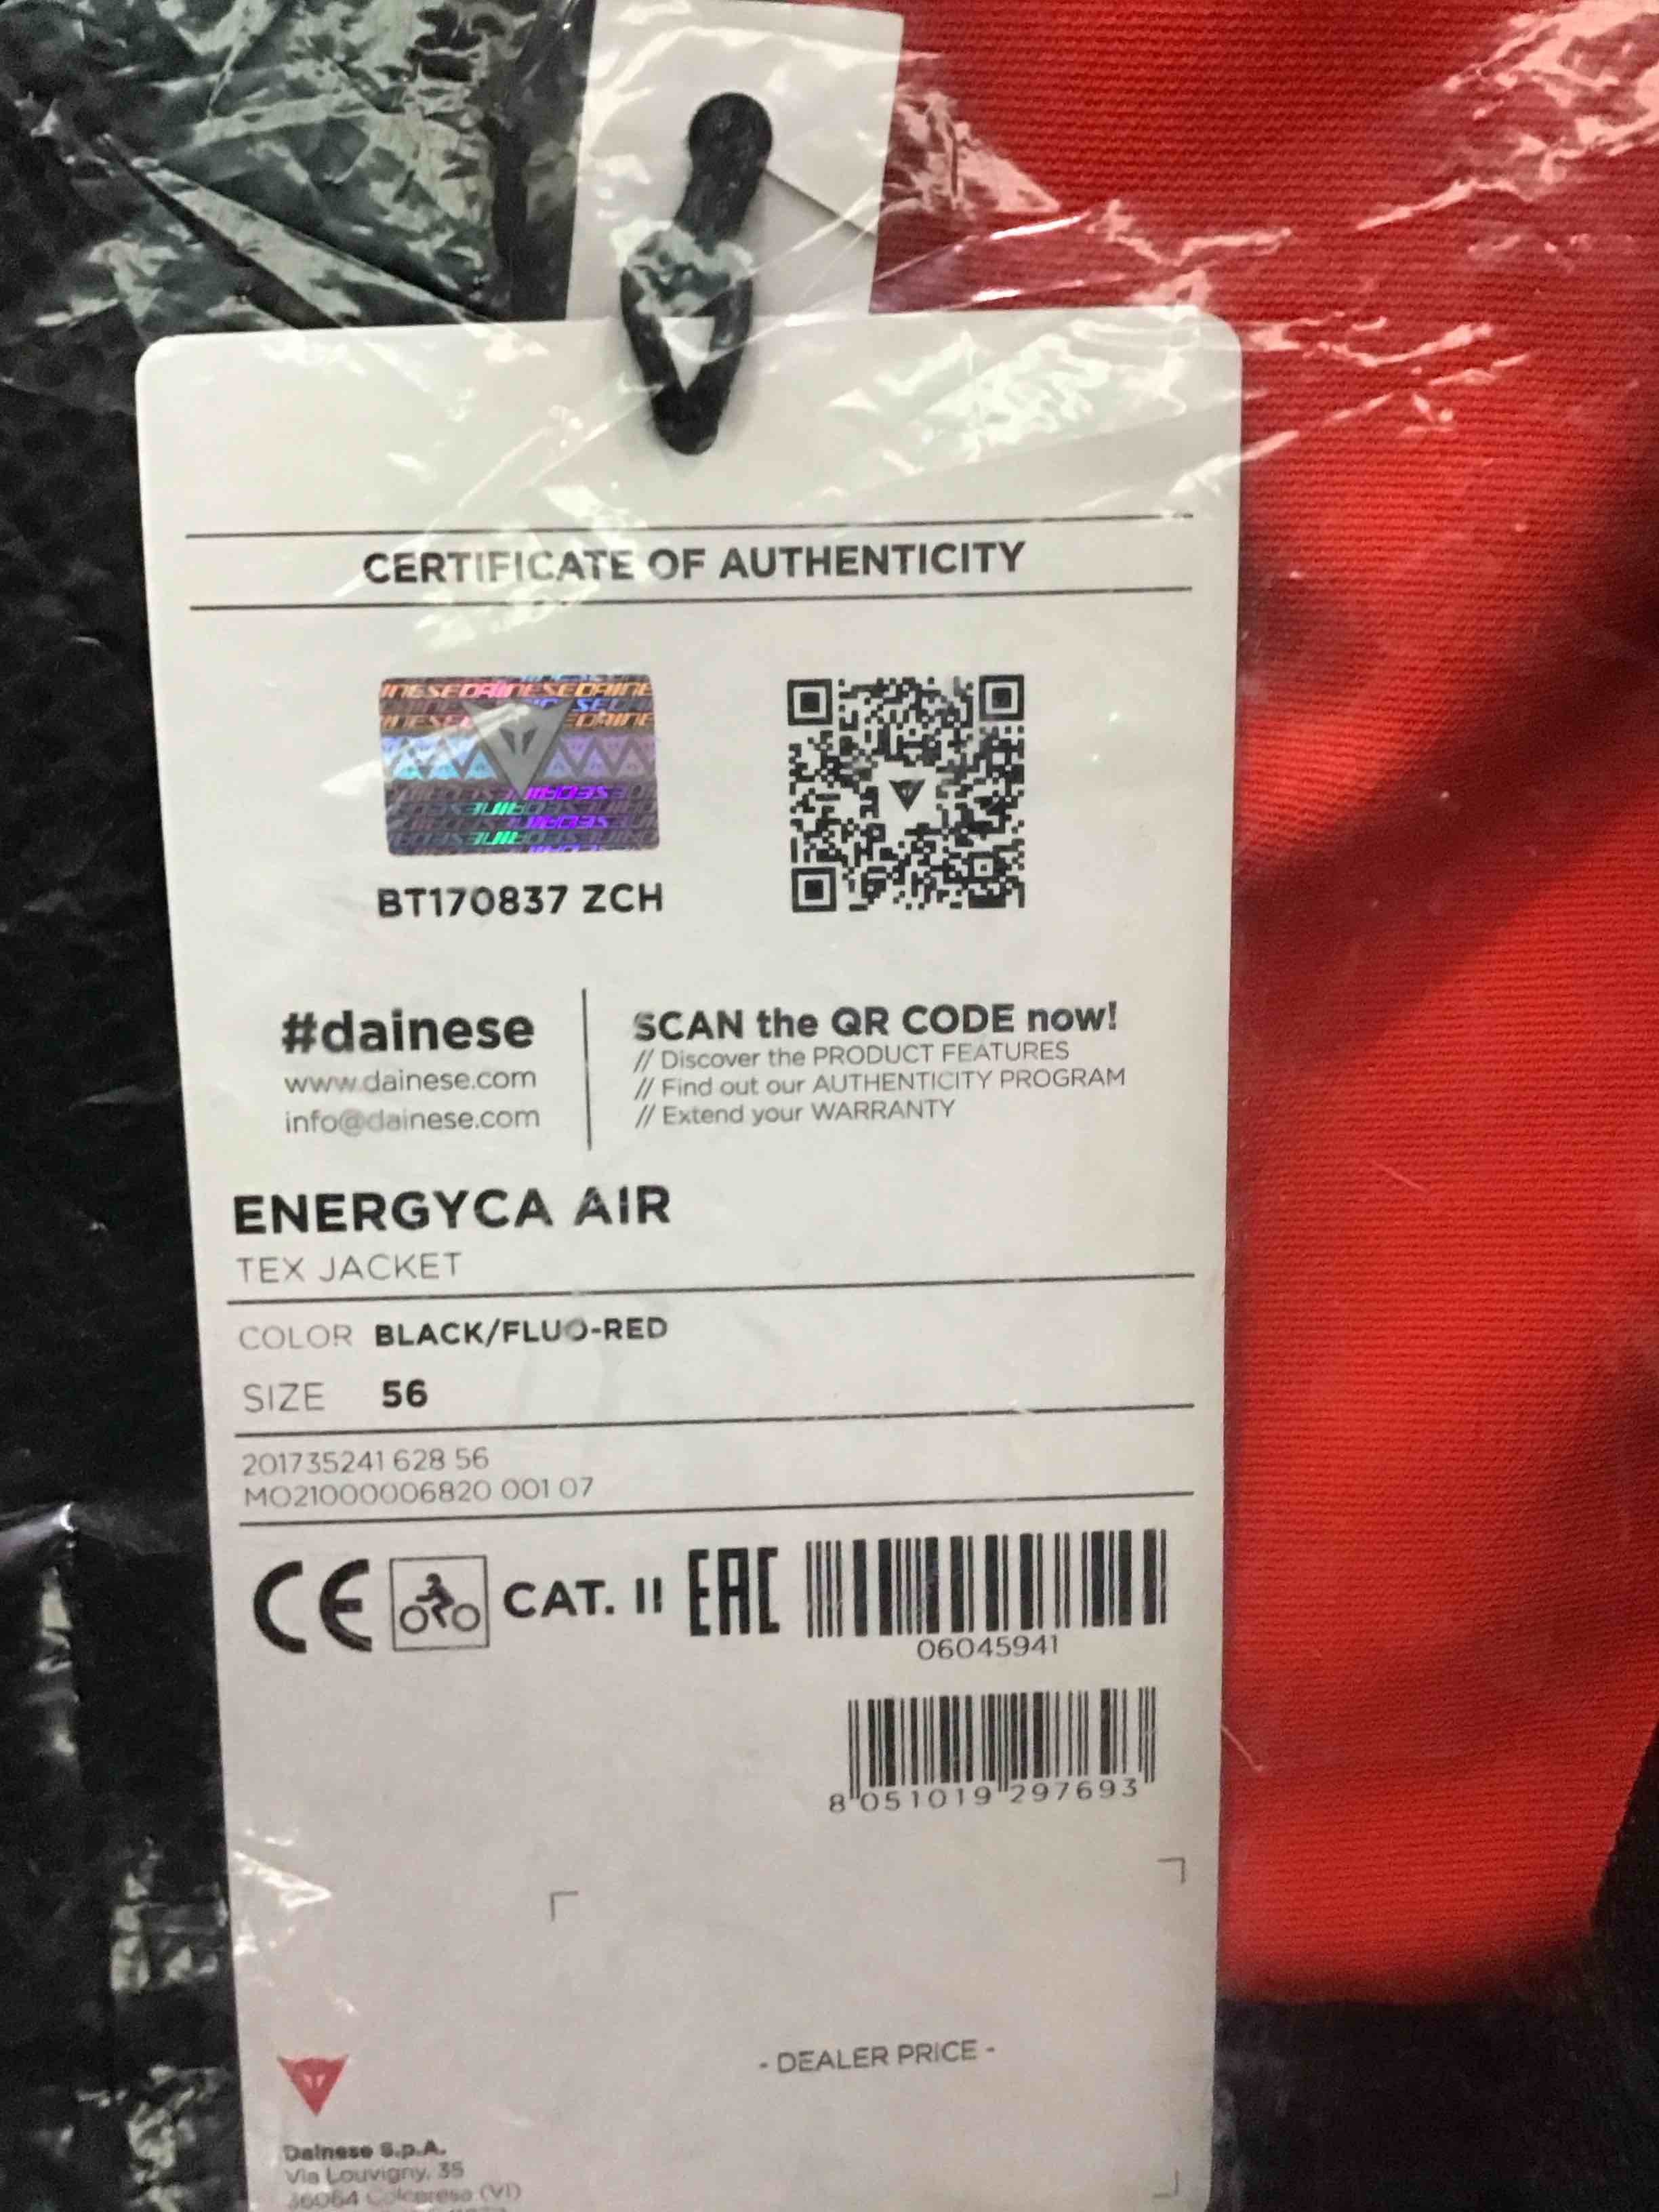 CERTIFICATE OF AUTHENTICITY
BT170837 ZCH
#dainese
www.dainese.com
info@dainese.com
SCAN the QR CODE now!
// Discover the PRODUCT FEATURES
// Find out our AUTHENTICITY PROGRAM
// Extend your WARRANTY
ENERGYCA AIR
TEX JACKET
COLOR BLACK/FLUO-RED
SIZE 56
201735241 628 56
MO21000006820 001 07
CE CAT. II EAC
06045941
8 051019 297693
- DEALER PRICE -
Dainese S.p.A.
Via Louvigny, 35
36064 Colceresa (VI)